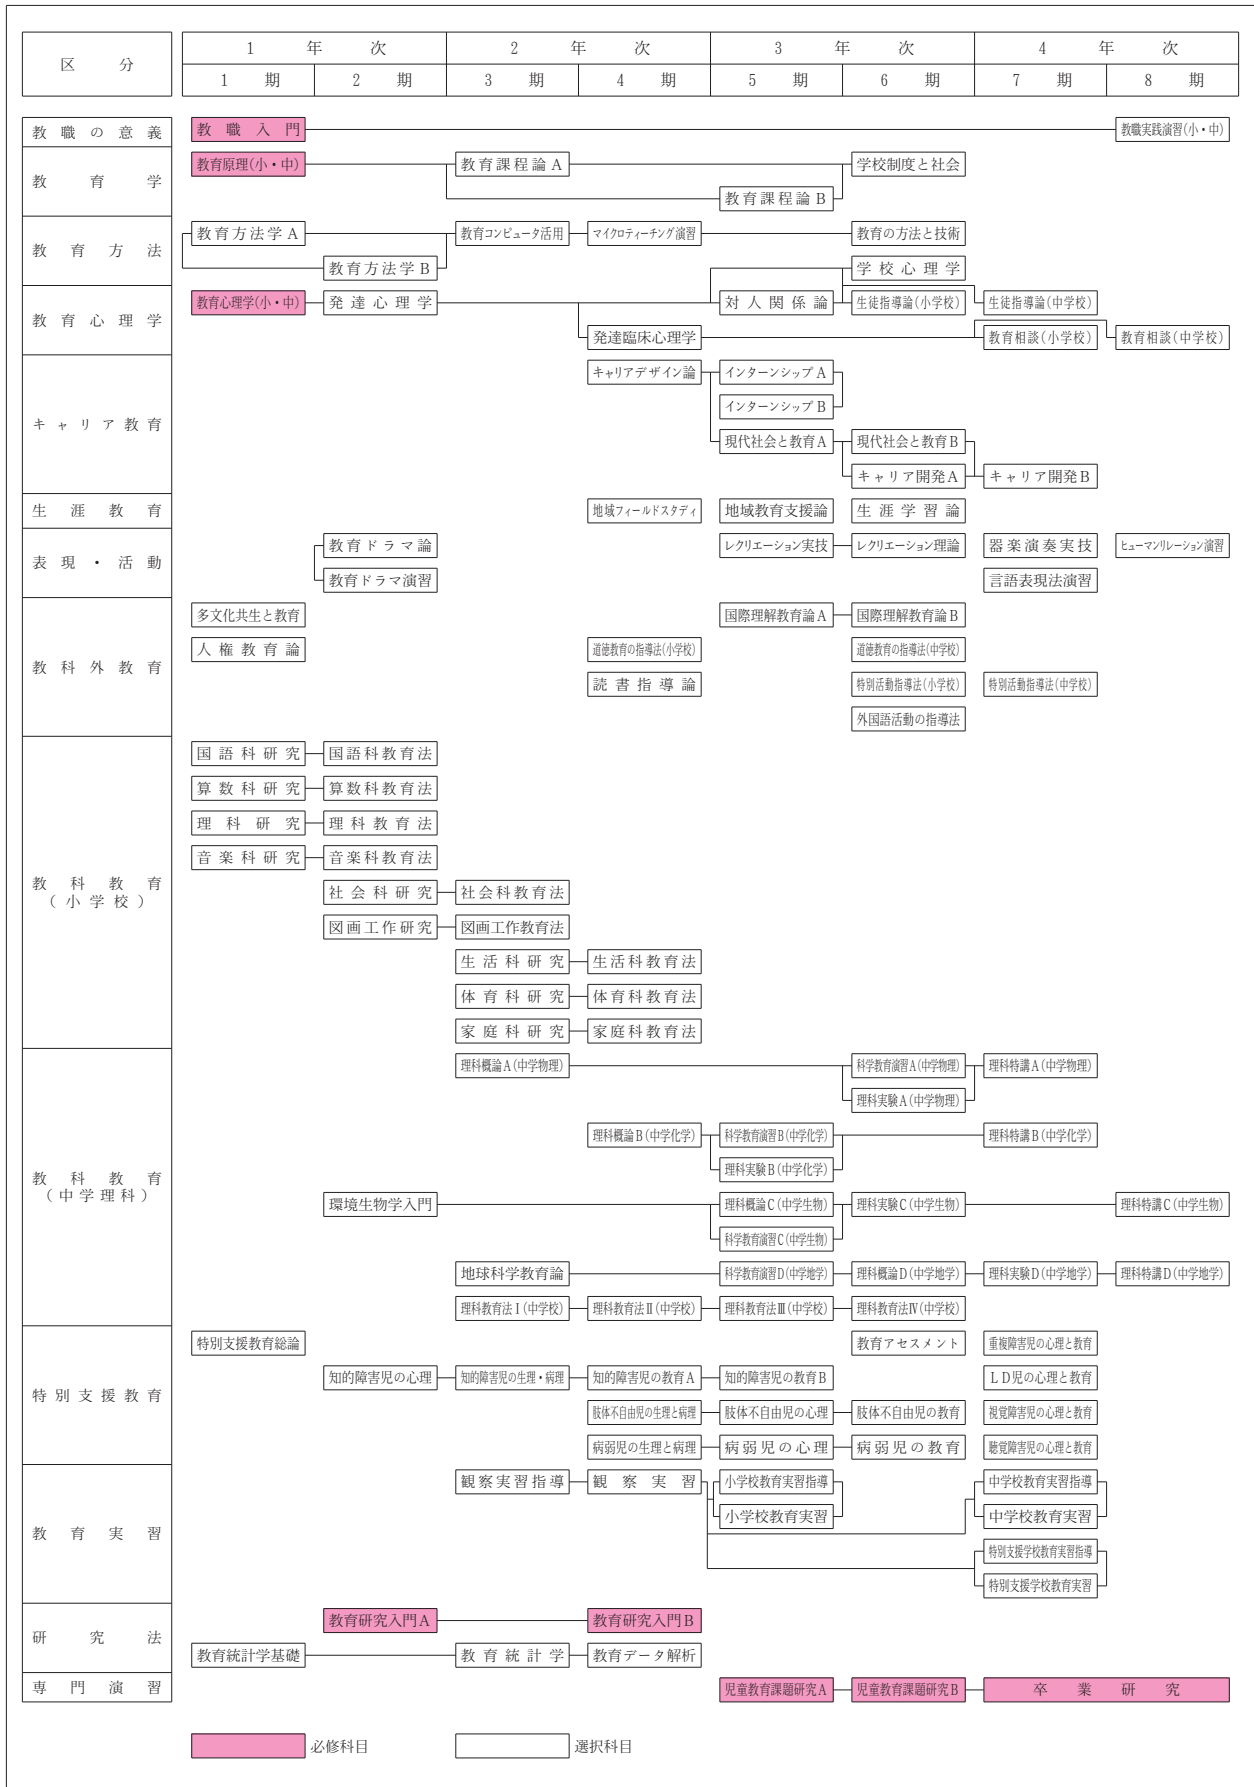 区分 1年次 2年次 3年次 4年次
1期 2期 3期 4期 5期 6期 7期 8期
教職の意義 教職入門 教職実践演習(小・中)
教育学 教育原理(小・中) 教育課程論A 学校制度と社会
教育課程論B
教育方法 教育方法学A 教育コンピュータ活用 マイクロティーチング演習 教育の方法と技術
教育方法学B
学校心理学
教育心理学 教育心理学(小・中) 発達心理学 対人関係論 生徒指導論(小学校) 生徒指導論(中学校)
発達臨床心理学 教育相談(小学校) 教育相談(中学校)
キャリア教育 キャリアデザイン論 インターンシップA
インターンシップB
現代社会と教育A 現代社会と教育B
キャリア開発A キャリア開発B
生涯教育 地域フィールドスタディ 地域教育支援論 生涯学習論
表現・活動 教育ドラマ論 レクリエーション実技 レクリエーション理論 器楽演奏実技 ヒューマンリレーション演習
教育ドラマ演習 言語表現法演習
教科外教育 多文化共生と教育 国際理解教育論A 国際理解教育論B
人権教育論 道徳教育の指導法(小学校) 道徳教育の指導法(中学校)
読書指導論 特別活動指導法(小学校) 特別活動指導法(中学校)
外国語活動の指導法
教科教育
(小学校)
国語科研究 国語科教育法
算数科研究 算数科教育法
理科研究 理科教育法
音楽科研究 音楽科教育法
社会科研究 社会科教育法
図画工作研究 図画工作教育法
生活科研究 生活科教育法
体育科研究 体育科教育法
家庭科研究 家庭科教育法
教科教育
(中学理科)
理科概論A(中学物理) 科学教育演習A(中学物理) 理科特講A(中学物理)
理科実験A(中学物理)
理科概論B(中学化学) 科学教育演習B(中学化学) 理科特講B(中学化学)
理科実験B(中学化学)
環境生物学入門 理科概論C(中学生物) 理科実験C(中学生物) 理科特講C(中学生物)
科学教育演習C(中学生物)
地球科学教育論 科学教育演習D(中学地学) 理科概論D(中学地学) 理科実験D(中学地学) 理科特講D(中学地学)
理科教育法Ⅰ(中学校) 理科教育法Ⅱ(中学校) 理科教育法Ⅲ(中学校) 理科教育法Ⅳ(中学校)
特別支援教育 特別支援教育総論 教育アセスメント 重複障害児の心理と教育
知的障害児の心理 知的障害児の生理・病理 知的障害児の教育A 知的障害児の教育B LD児の心理と教育
肢体不自由児の生理と病理 肢体不自由児の心理 肢体不自由児の教育 視覚障害児の心理と教育
病弱児の生理と病理 病弱児の心理 病弱児の教育 聴覚障害児の心理と教育
教育実習 観察実習指導 観察実習 小学校教育実習指導 中学校教育実習指導
小学校教育実習 中学校教育実習
特別支援学校教育実習指導
特別支援学校教育実習
研究法 教育研究入門A 教育研究入門B
教育統計学基礎 教育統計学 教育データ解析
専門演習 児童教育課題研究A 児童教育課題研究B 卒業研究
必修科目 選択科目